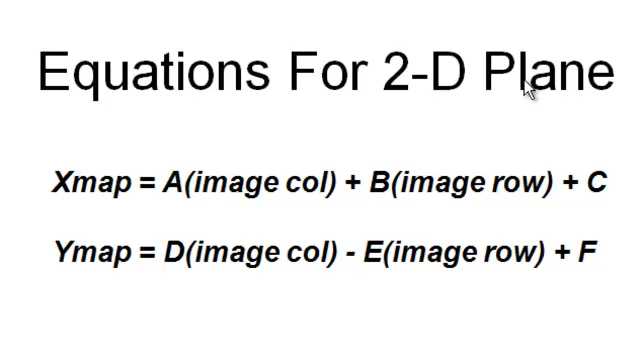 Equations For 2-D Plane
Xmap = A(image col) + B(image row) + C
Ymap = D(image col) - E(image row) + F